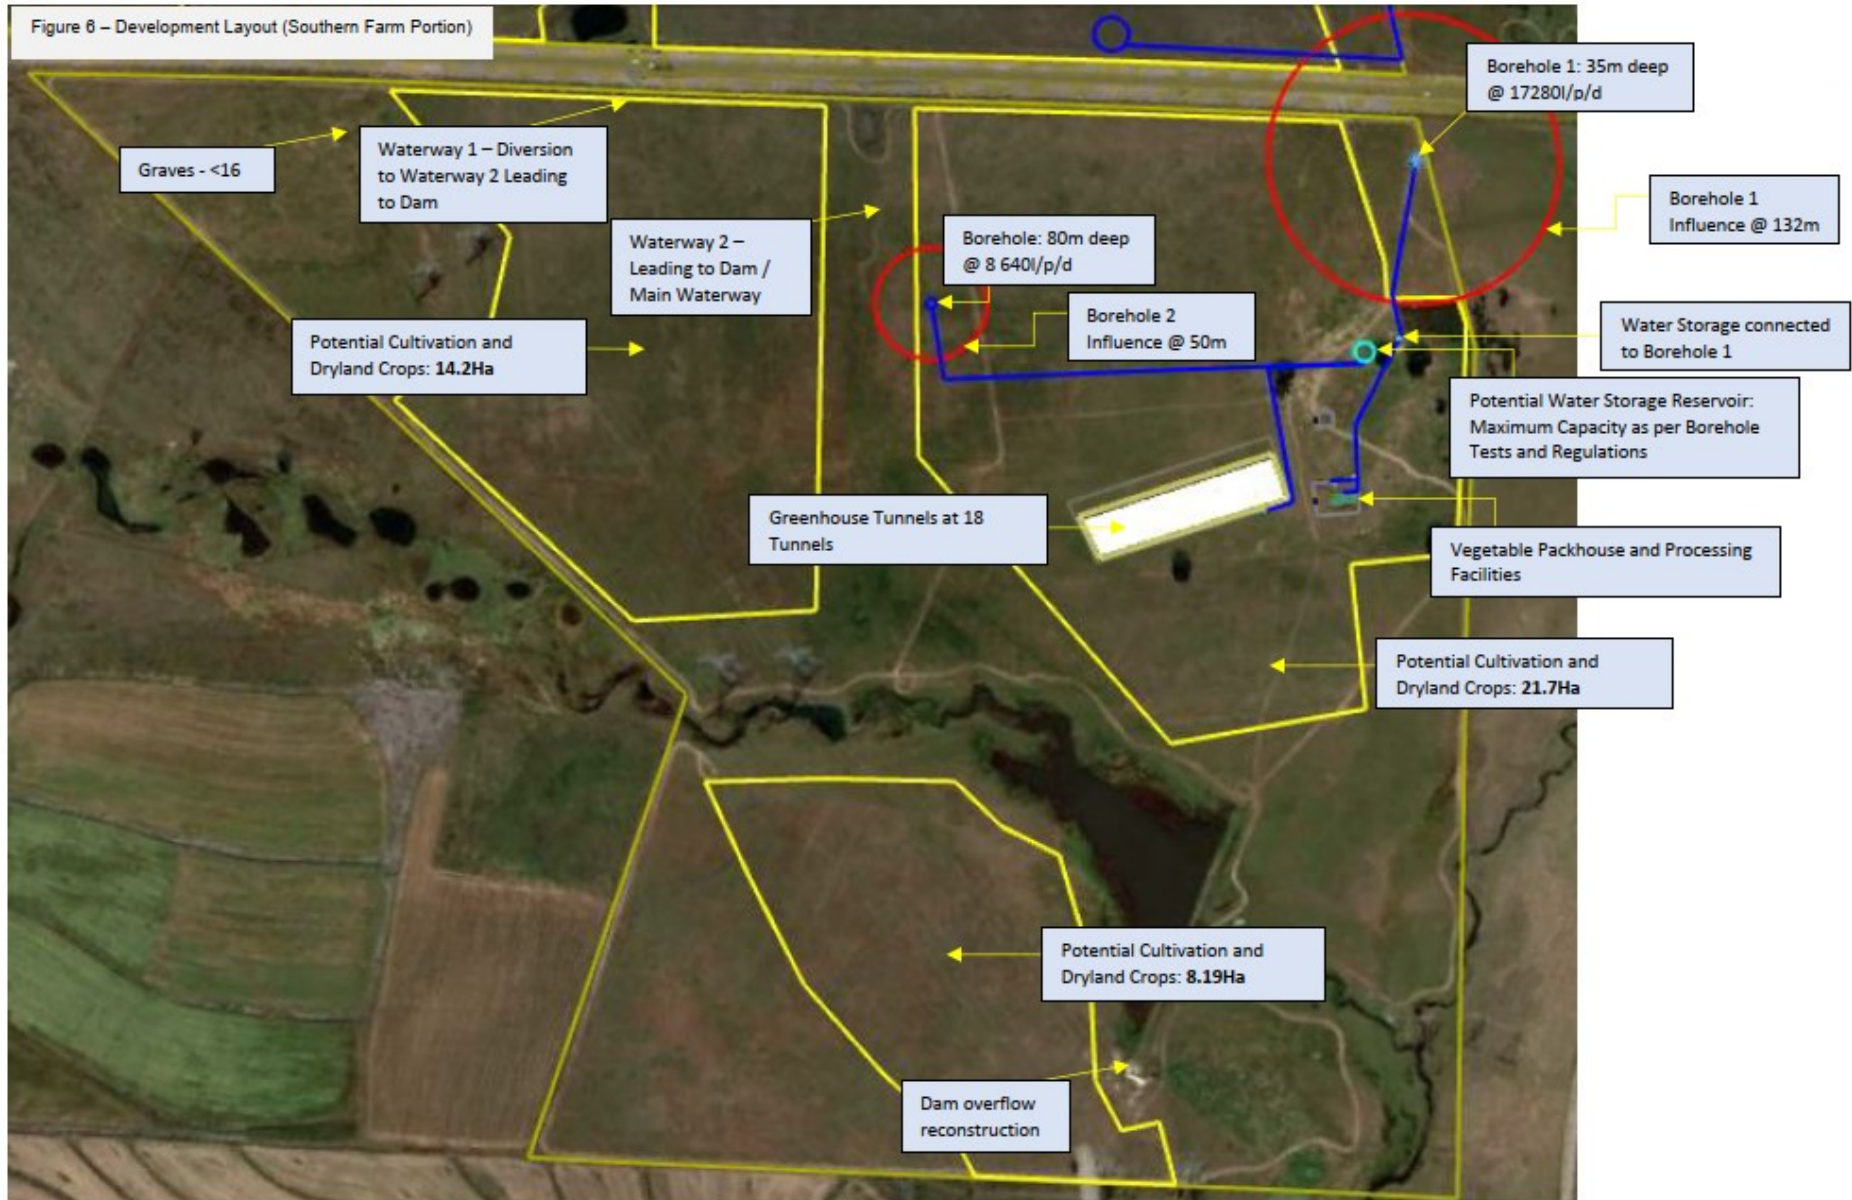 Figure 6 – Development Layout (Southern Farm Portion)
Borehole 1: 35m deep
@ 17280l/p/d
Graves - <16
Waterway 1 – Diversion
to Waterway 2 Leading
to Dam
Borehole 1
Influence @ 132m
Waterway 2 –
Leading to Dam /
Main Waterway
Borehole: 80m deep
@ 8 640l/p/d
Borehole 2
Influence @ 50m
Water Storage connected
to Borehole 1
Potential Cultivation and
Dryland Crops: 14.2Ha
Potential Water Storage Reservoir:
Maximum Capacity as per Borehole
Tests and Regulations
Greenhouse Tunnels at 18
Tunnels
Vegetable Packhouse and Processing
Facilities
Potential Cultivation and
Dryland Crops: 21.7Ha
Potential Cultivation and
Dryland Crops: 8.19Ha
Dam overflow
reconstruction